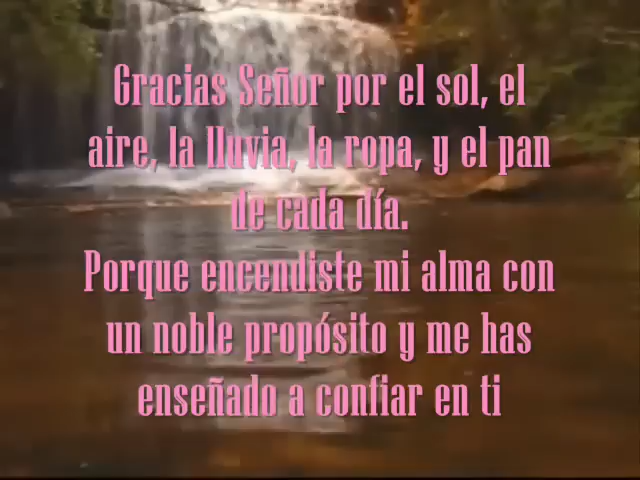 Gracias Señor por el sol, el
aire, la lluvia, la ropa, y el pan
de cada día.
Porque encendiste mi alma con
un noble propósito y me has
enseñado a confiar en ti